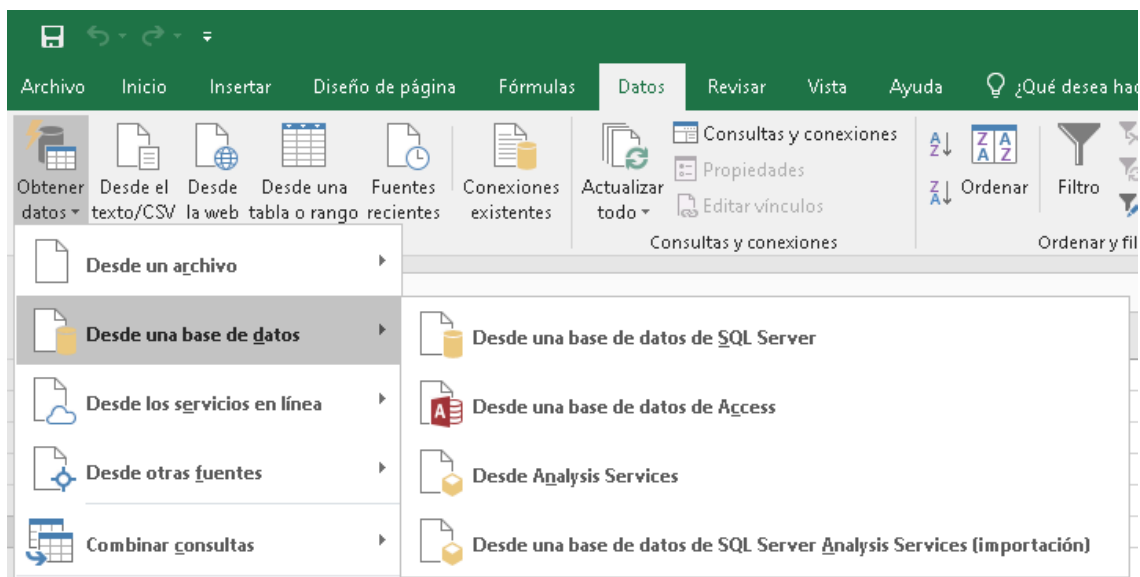 Archivo Inicio Insertar Diseño de página Fórmulas Datos Revisar Vista Ayuda ¿Qué desea
Obtener datos
Desde el texto/CSV
Desde la web
Desde una tabla o rango
Fuentes recientes
Conexiones existentes
Actualizar todo
Consultas y conexiones
Propiedades
Editar vínculos
Consultas y conexiones
Ordenar
Filtro
Ordenar y
Desde un archivo
Desde una base de datos
Desde los servicios en línea
Desde otras fuentes
Combinar consultas
Desde una base de datos de SQL Server
Desde una base de datos de Access
Desde Analysis Services
Desde una base de datos de SQL Server Analysis Services (importación)